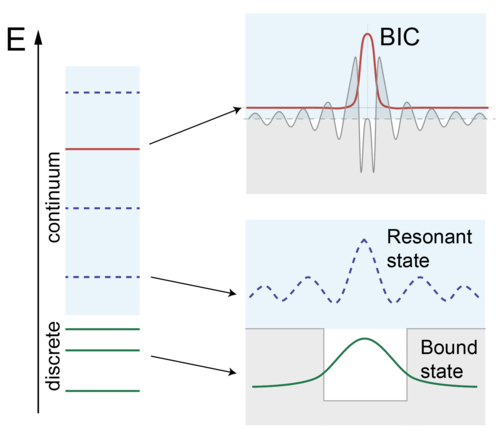 E
BIC
continuum
Resonant
state
discrete
Bound
state